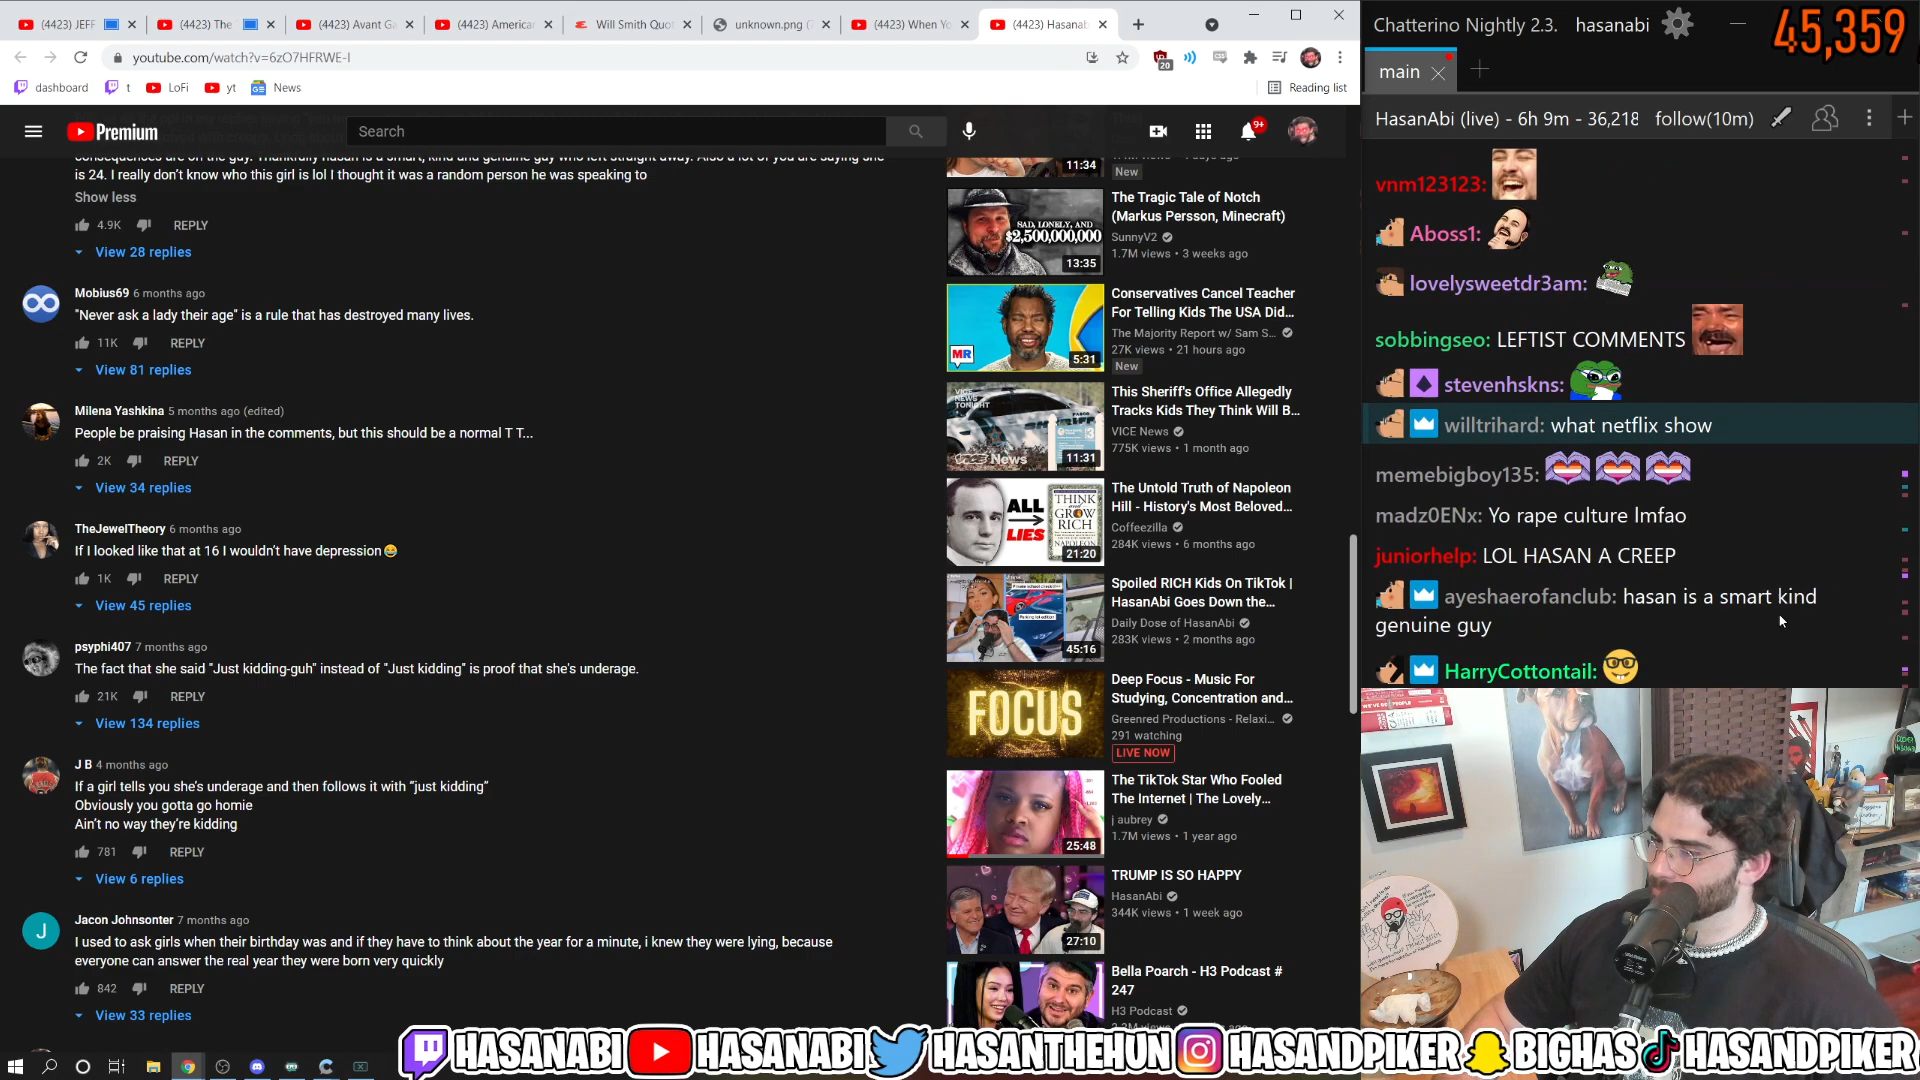 (4423) JEFF
(4423) The
(4423) Avant Ga
(4423) American
Will Smith Quot
unknown.png (
(4423) When Yo
(4423) Hasanab
youtube.com/watch?v=6zO7HFRWE-I
20
dashboard
t
LoFi
yt
News
Reading list
Premium
Search
9+
is 24. I really don't know who this girl is lol I thought it was a random person he was speaking to
Show less
4.9K
REPLY
View 28 replies
Mobius69 6 months ago
"Never ask a lady their age" is a rule that has destroyed many lives.
11K
REPLY
View 81 replies
Milena Yashkina 5 months ago (edited)
People be praising Hasan in the comments, but this should be a normal T T...
2K
REPLY
View 34 replies
TheJewelTheory 6 months ago
If I looked like that at 16 I wouldn't have depression😂
1K
REPLY
View 45 replies
psyphi407 7 months ago
The fact that she said "Just kidding-guh" instead of "Just kidding" is proof that she's underage.
21K
REPLY
View 134 replies
J B 4 months ago
If a girl tells you she's underage and then follows it with "just kidding"
Obviously you gotta go homie
Ain't no way they're kidding
781
REPLY
View 6 replies
J
Jacon Johnsonter 7 months ago
I used to ask girls when their birthday was and if they have to think about the year for a minute, i knew they were lying, because
everyone can answer the real year they were born very quickly
842
REPLY
View 33 replies
11:34
New
SAD, LONELY, AND
$2,500,000,000
13:35
The Tragic Tale of Notch
(Markus Persson, Minecraft)
SunnyV2
1.7M views • 3 weeks ago
MR
5:31
Conservatives Cancel Teacher
For Telling Kids The USA Did...
The Majority Report w/ Sam S...
27K views • 21 hours ago
New
VICE NEWS
TONIGHT
News
11:31
This Sheriff's Office Allegedly
Tracks Kids They Think Will B...
VICE News
775K views • 1 month ago
ALL
LIES
THINK
and
GROW
RICH
21:20
The Untold Truth of Napoleon
Hill - History's Most Beloved...
Coffeezilla
284K views • 6 months ago
45:16
Spoiled RICH Kids On TikTok |
HasanAbi Goes Down the...
Daily Dose of HasanAbi
283K views • 2 months ago
FOCUS
Deep Focus - Music For
Studying, Concentration and...
Greenred Productions - Relaxi...
291 watching
LIVE NOW
25:48
The TikTok Star Who Fooled
The Internet | The Lovely...
j aubrey
1.7M views • 1 year ago
27:10
TRUMP IS SO HAPPY
HasanAbi
344K views • 1 week ago
Bella Poarch - H3 Podcast #
247
H3 Podcast
Chatterino Nightly 2.3.
hasanabi
45,359
main
HasanAbi (live) - 6h 9m - 36,218
follow(10m)
vnm123123:
Aboss1:
lovelysweetdr3am:
sobbingseo: LEFTIST COMMENTS
stevenhskns:
willtrihard: what netflix show
memebigboy135:
madz0ENx: Yo rape culture lmfao
juniorhelp: LOL HASAN A CREEP
ayeshaerofanclub: hasan is a smart kind
genuine guy
HarryCottontail: 🤓
HASANABI
HASANABI
HASANTHEHUN
HASANDPIKER
BIGHAS
HASANDPIKER